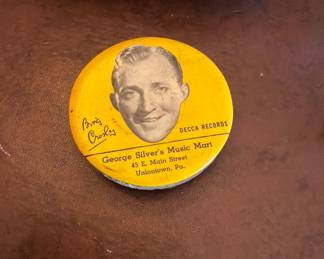 Bing
Crosby
DECCA RECORDS
George Silver's Music Mart
45 E. Main Street
Uniontown, Pa.